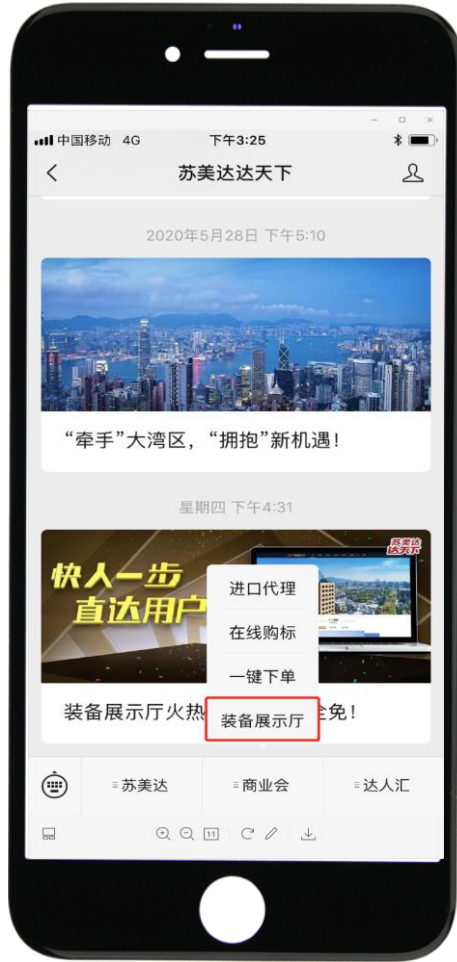 中国移动 4G 下午3:25
苏美达达天下
2020年5月28日 下午5:10
“牵手”大湾区，“拥抱”新机遇！
星期四 下午4:31
苏美达
达天下
快人一步
直达用户
进口代理
在线购标
一键下单
装备展示厅
装备展示厅火热 全免！
苏美达
商业会
达人汇